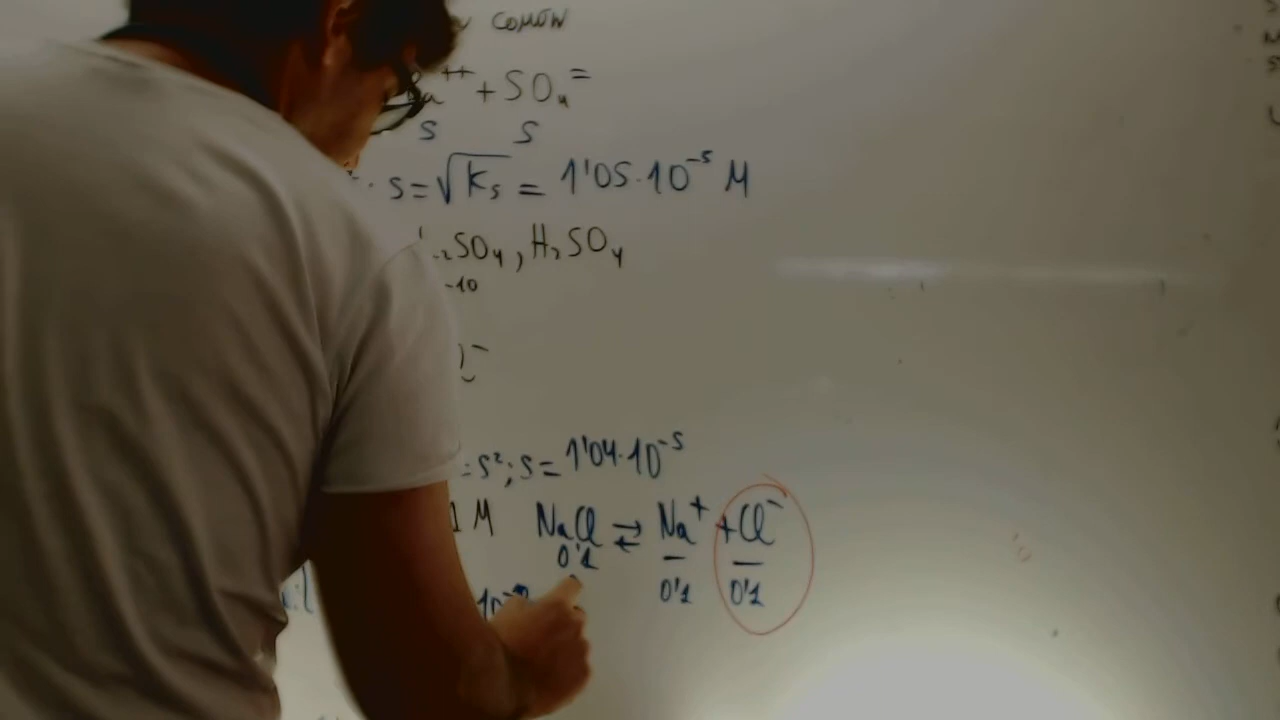 COMÚN
++ + SO₄=
S S
S = √Ks = 1'05·10⁻⁵ M
SO₄, H₂SO₄
-10
= S²; S = 1'04·10⁻⁵
1 M NaCl ⇄ Na⁺ + Cl⁻
0'1 — —
0'1 0'1